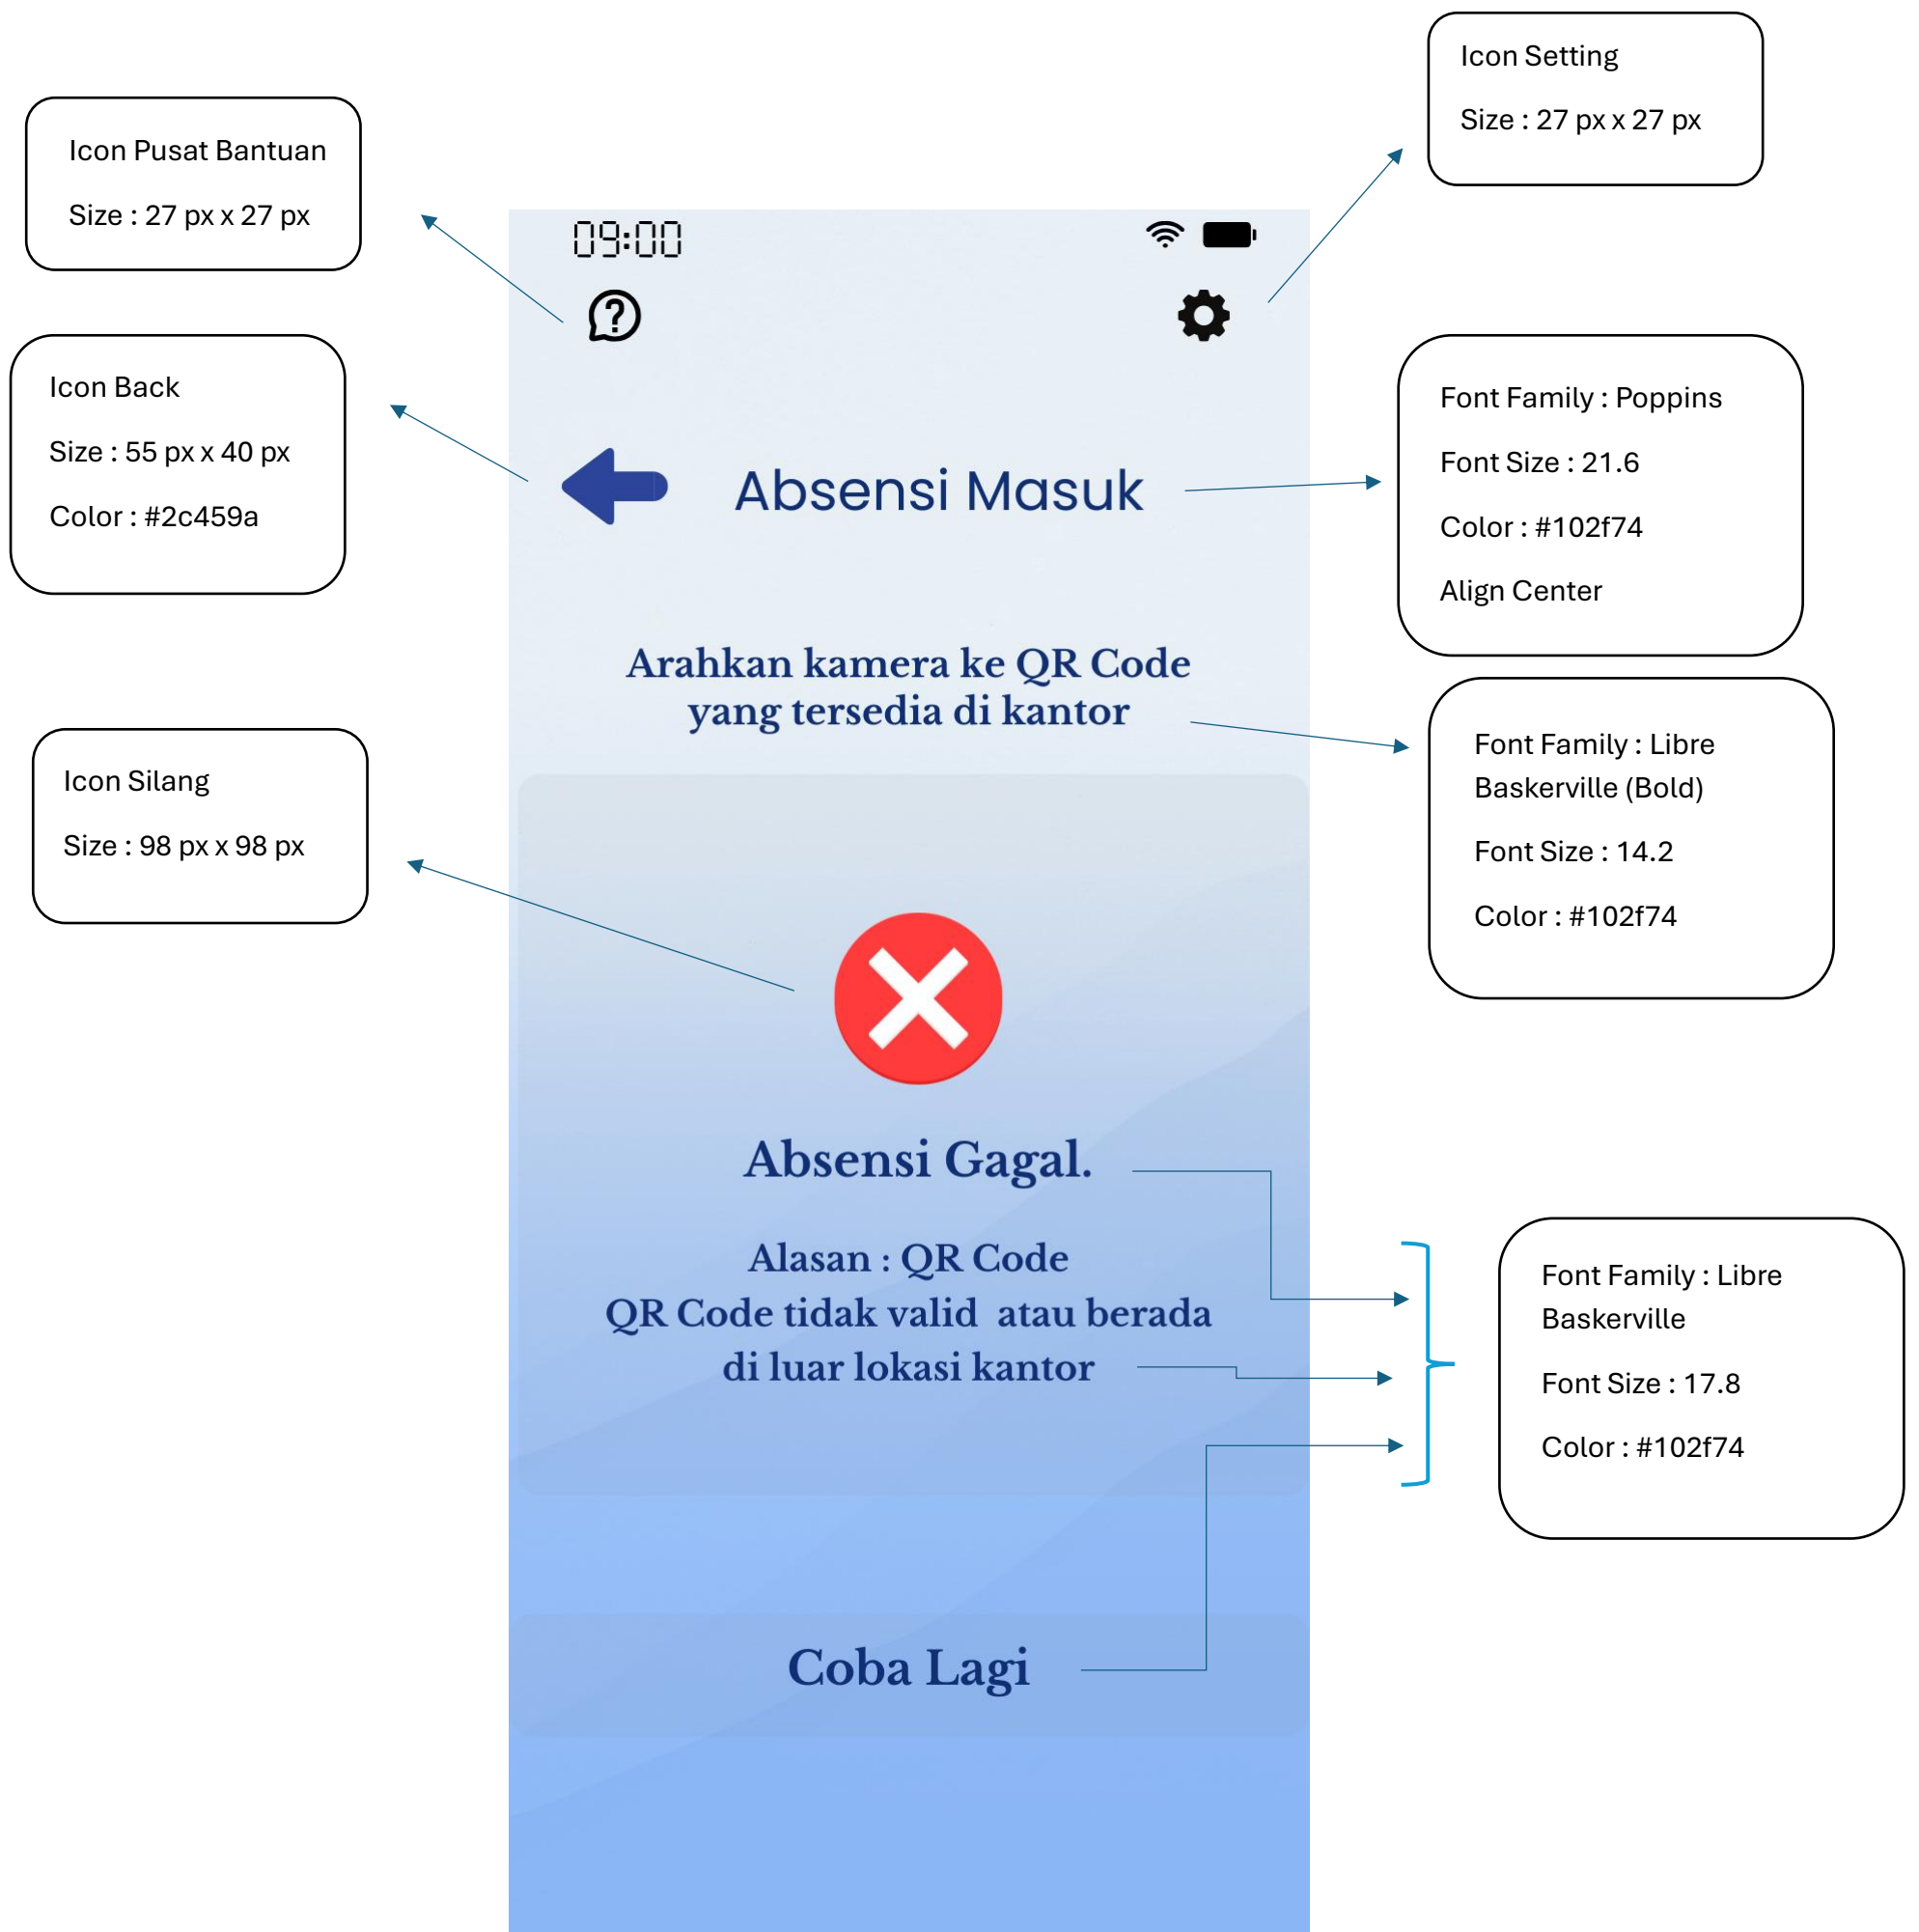 Icon Setting
Size : 27 px x 27 px
Icon Pusat Bantuan
Size : 27 px x 27 px
09:00
Icon Back
Size : 55 px x 40 px
Color : #2c459a
Font Family : Poppins
Font Size : 21.6
Color : #102f74
Align Center
Absensi Masuk
Arahkan kamera ke QR Code
yang tersedia di kantor
Font Family : Libre
Baskerville (Bold)
Font Size : 14.2
Color : #102f74
Icon Silang
Size : 98 px x 98 px
Absensi Gagal.
Alasan : QR Code
QR Code tidak valid  atau berada
di luar lokasi kantor
Font Family : Libre
Baskerville
Font Size : 17.8
Color : #102f74
Coba Lagi